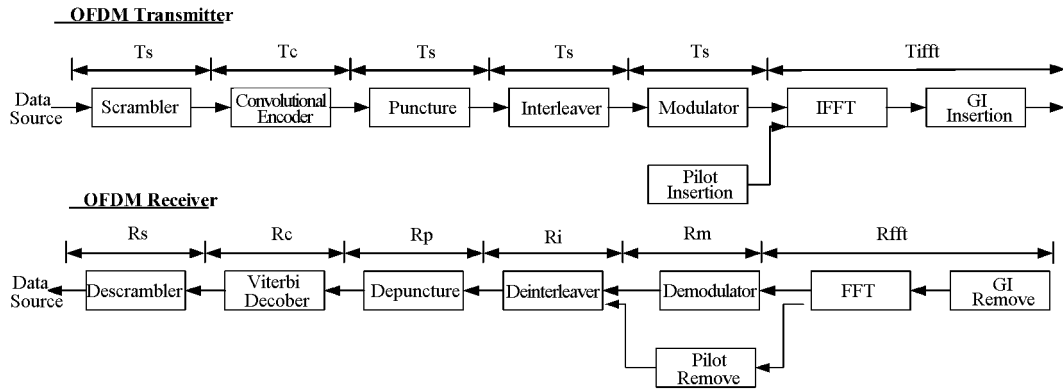 OFDM Transmitter
Ts Tc Ts Ts Ts Tifft
Data
Source
Scrambler
Convolutional
Encoder
Puncture
Interleaver
Modulator
IFFT
GI
Insertion
Pilot
Insertion
OFDM Receiver
Rs Rc Rp Ri Rm Rfft
Data
Source
Descrambler
Viterbi
Decober
Depuncture
Deinterleaver
Demodulator
FFT
GI
Remove
Pilot
Remove